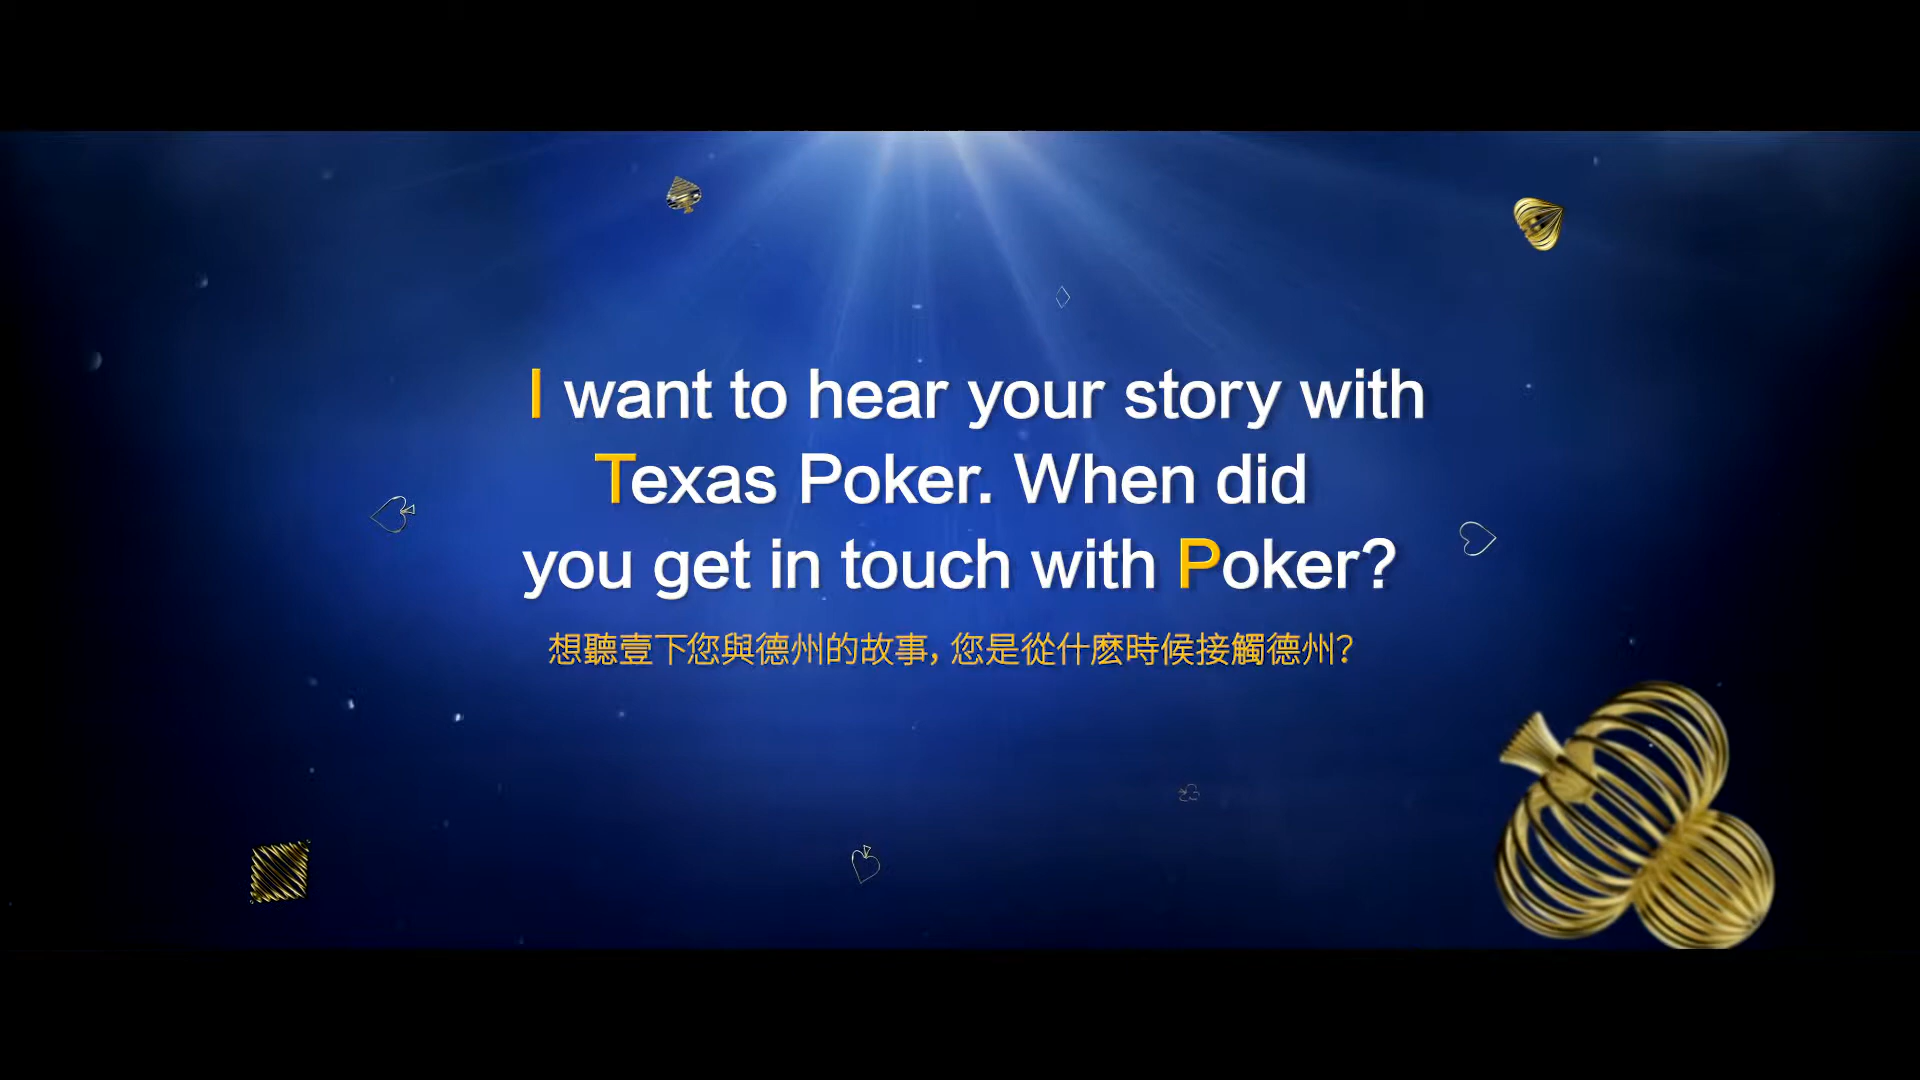 I want to hear your story with
Texas Poker. When did
you get in touch with Poker?
想聽壹下您與德州的故事，您是從什麽時候接觸德州？